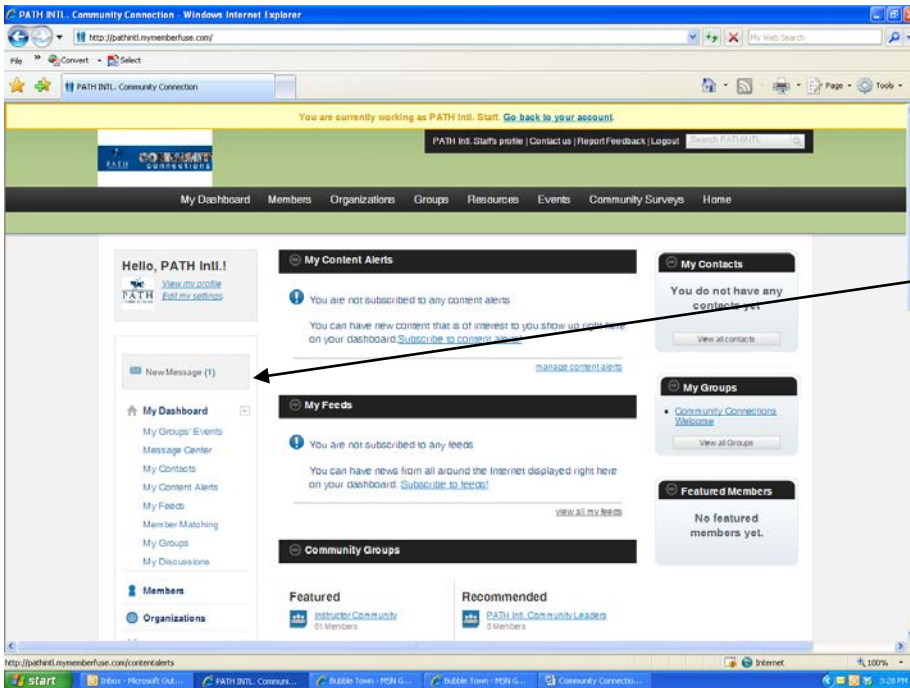 PATH INTL. Community Connection - Windows Internet Explorer
http://pathintl.mymemberfuse.com/
My Web Search
File » Convert Select
PATH INTL. Community Connection
Page Tools
You are currently working as PATH Intl. Staff. Go back to your account.
PATH Intl. Staff's profile | Contact us | Report Feedback | Logout Search PATHINTL
PATH COMMUNITY
connections
My Dashboard Members Organizations Groups Resources Events Community Surveys Home
Hello, PATH Intl.!
View my profile
PATH Edit my settings
New Message (1)
My Dashboard
My Groups' Events
Message Center
My Contacts
My Content Alerts
My Feeds
Member Matching
My Groups
My Discussions
Members
Organizations
My Content Alerts
You are not subscribed to any content alerts
You can have new content that is of interest to you show up right here
on your dashboard. Subscribe to content alerts!
manage content alerts
My Feeds
You are not subscribed to any feeds
You can have news from all around the Internet displayed right here
on your dashboard. Subscribe to feeds!
view all my feeds
Community Groups
Featured
Instructor Community
51 Members
Recommended
PATH Intl. Community Leaders
8 Members
My Contacts
You do not have any
contacts yet
View all contacts
My Groups
Community Connections
Welcome
View all Groups
Featured Members
No featured
members yet.
http://pathintl.mymemberfuse.com/contentalerts
Internet
100%
start
Inbox - Microsoft Out...
PATH INTL. Communi...
Bubble Town - MSN G...
Bubble Town - MSN G...
Community Connectio...
3:28 PM